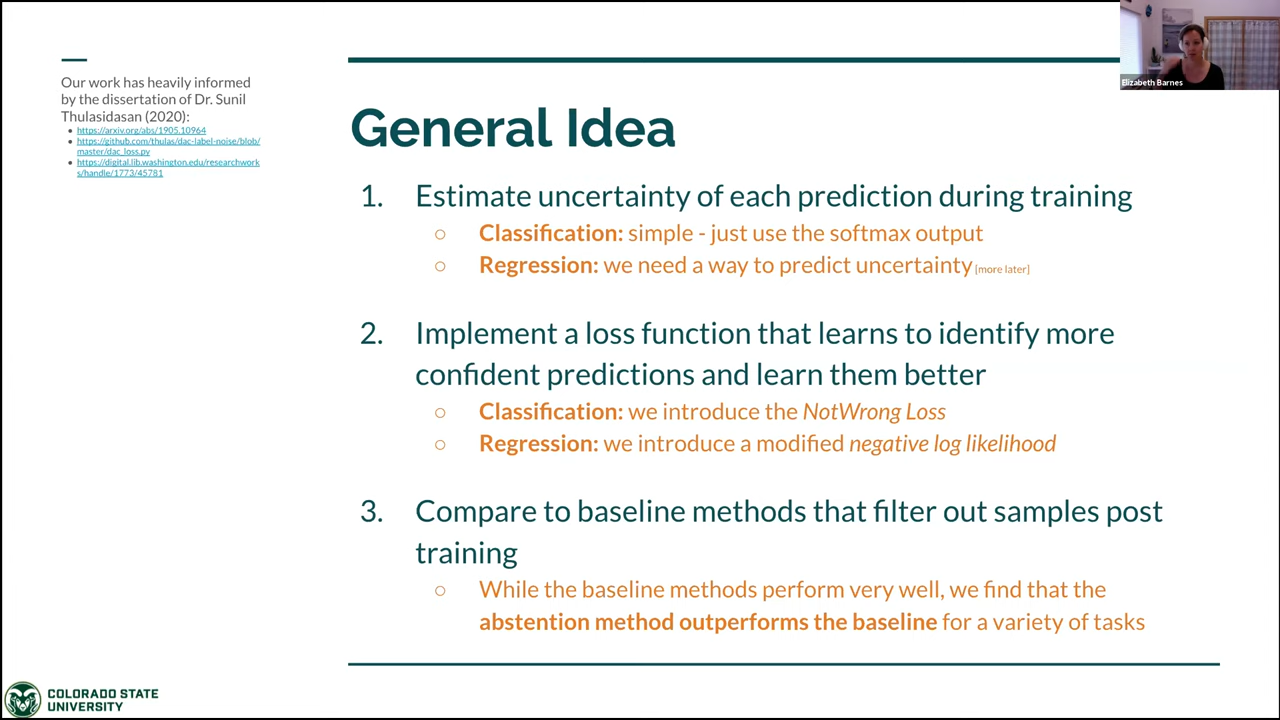 Elizabeth Barnes
Our work has heavily informed
by the dissertation of Dr. Sunil
Thulasidasan (2020):
● https://arxiv.org/abs/1905.10964
● https://github.com/thulas/dac-label-noise/blob/
master/dac_loss.py
● https://digital.lib.washington.edu/researchwork
s/handle/1773/45781
General Idea
1. Estimate uncertainty of each prediction during training
○ Classification: simple - just use the softmax output
○ Regression: we need a way to predict uncertainty [more later]
2. Implement a loss function that learns to identify more
confident predictions and learn them better
○ Classification: we introduce the NotWrong Loss
○ Regression: we introduce a modified negative log likelihood
3. Compare to baseline methods that filter out samples post
training
○ While the baseline methods perform very well, we find that the
abstention method outperforms the baseline for a variety of tasks
COLORADO STATE
UNIVERSITY